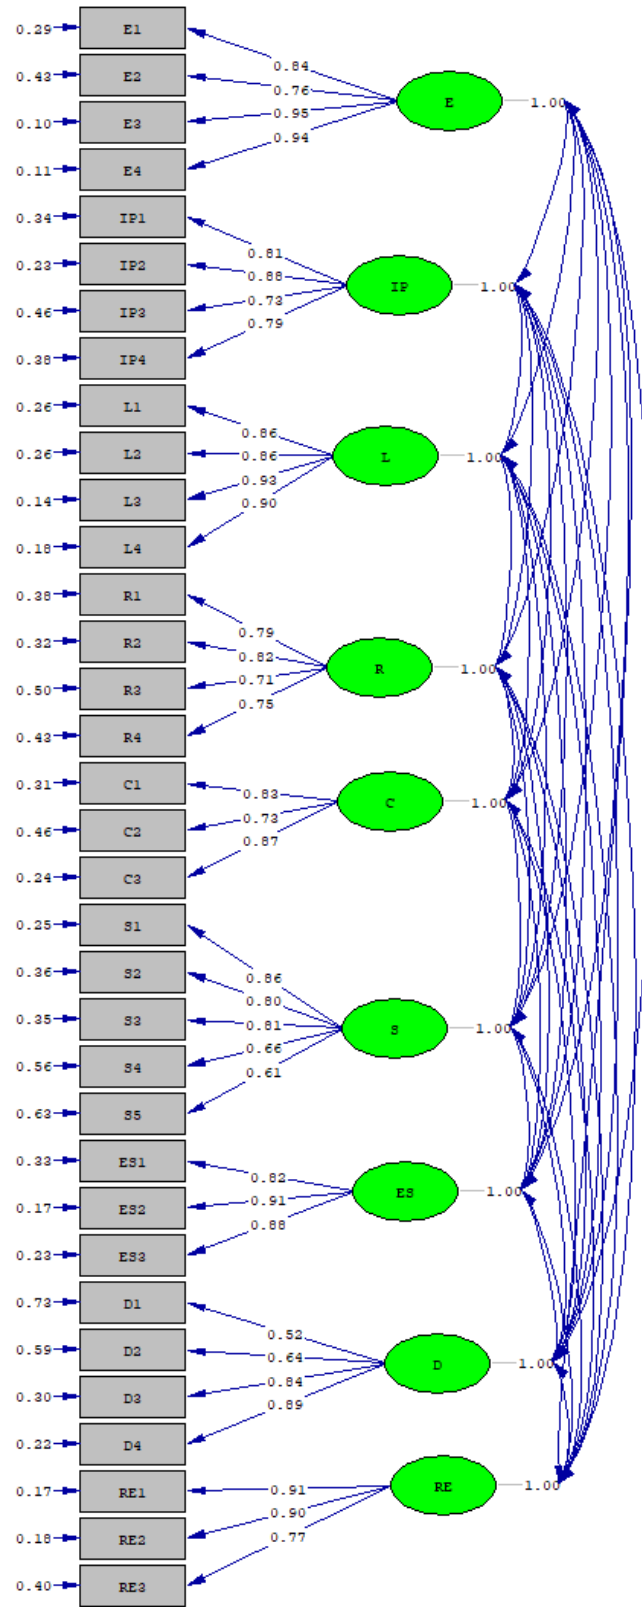 0.29 E1
0.84
0.43 E2
0.76
E 1.00
0.10 E3
0.95
0.94
0.11 E4
0.34 IP1
0.81
0.23 IP2
0.88
IP 1.00
0.46 IP3
0.73
0.79
0.38 IP4
0.26 L1
0.86
0.26 L2
0.86
L 1.00
0.14 L3
0.93
0.90
0.18 L4
0.38 R1
0.79
0.32 R2
0.82
R 1.00
0.50 R3
0.71
0.75
0.43 R4
0.31 C1
0.83
C 1.00
0.46 C2
0.73
0.87
0.24 C3
0.25 S1
0.86
0.36 S2
0.80
0.35 S3
0.81
S 1.00
0.56 S4
0.66
0.61
0.63 S5
0.33 ES1
0.82
ES 1.00
0.17 ES2
0.91
0.88
0.23 ES3
0.73 D1
0.52
0.59 D2
0.64
D 1.00
0.30 D3
0.84
0.89
0.22 D4
0.17 RE1
0.91
RE 1.00
0.18 RE2
0.90
0.77
0.40 RE3